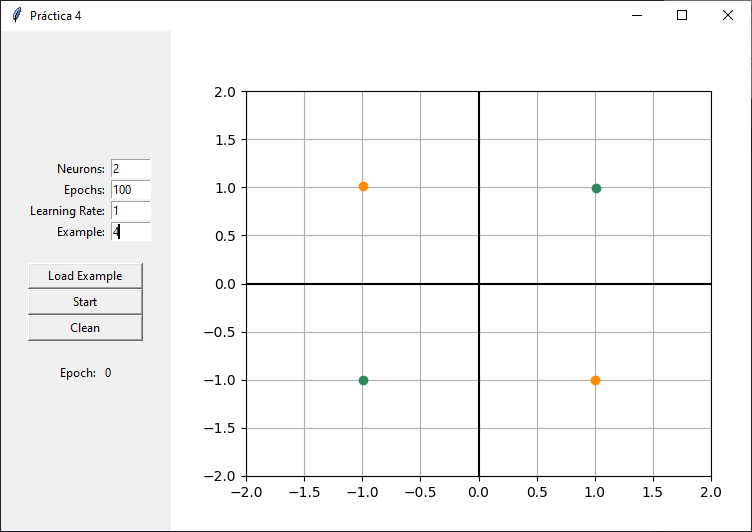 Práctica 4
Neurons: 2
Epochs: 100
Learning Rate: 1
Example: 4
Load Example
Start
Clean
Epoch: 0
2.0
1.5
1.0
0.5
0.0
−0.5
−1.0
−1.5
−2.0
−2.0 −1.5 −1.0 −0.5 0.0 0.5 1.0 1.5 2.0